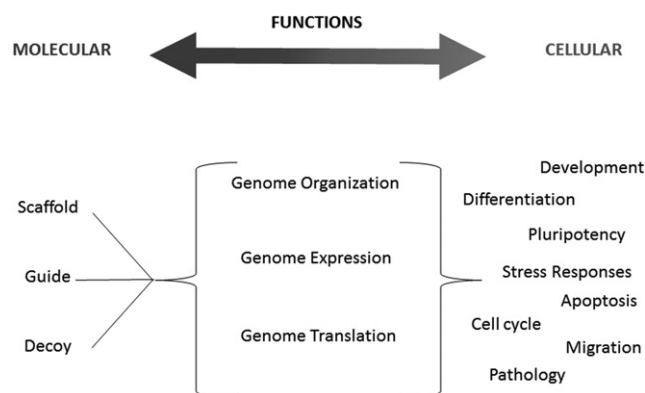 FUNCTIONS
MOLECULAR
CELLULAR
Scaffold
Guide
Decoy
Genome Organization
Genome Expression
Genome Translation
Development
Differentiation
Pluripotency
Stress Responses
Apoptosis
Cell cycle
Migration
Pathology